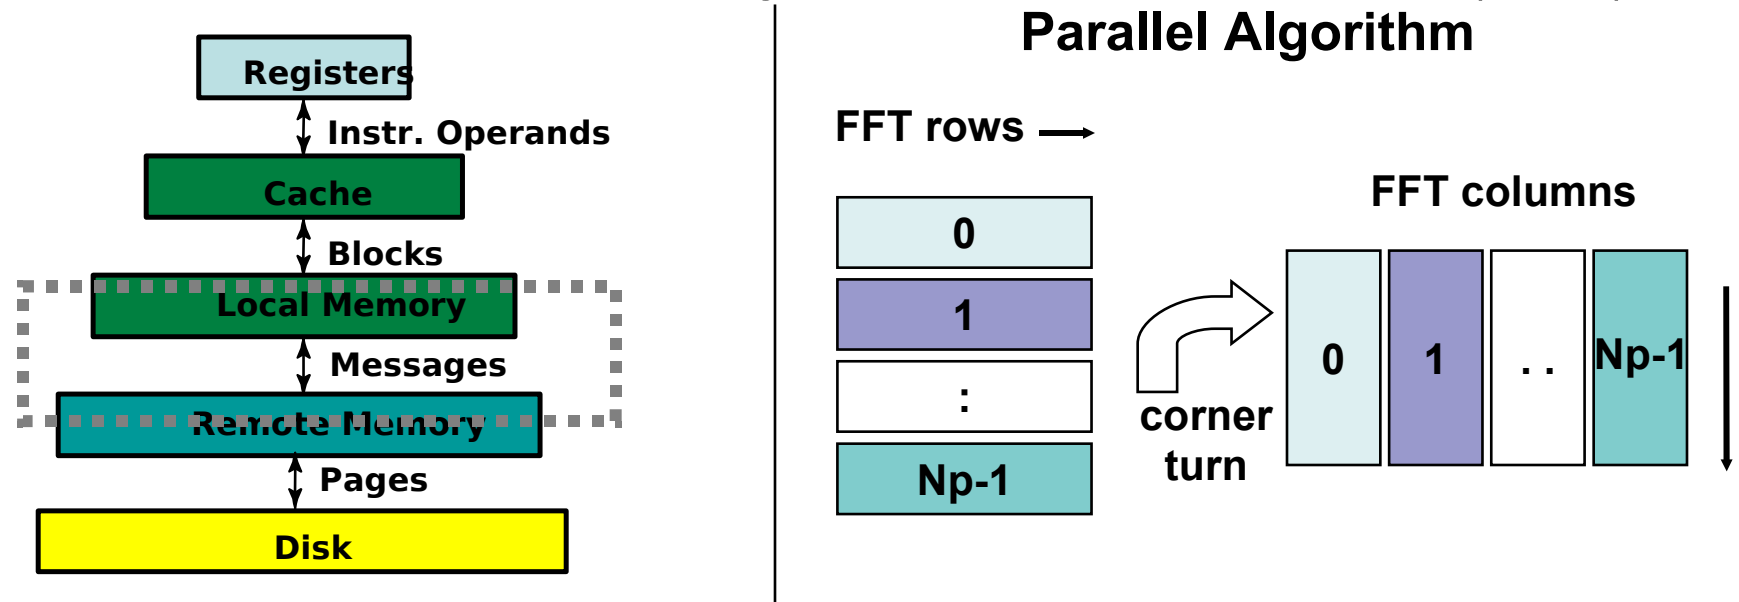 Registers
Instr. Operands
Cache
Blocks
Local Memory
Messages
Remote Memory
Pages
Disk
Parallel Algorithm
FFT rows
0
1
:
Np-1
corner
turn
FFT columns
0
1
. .
Np-1